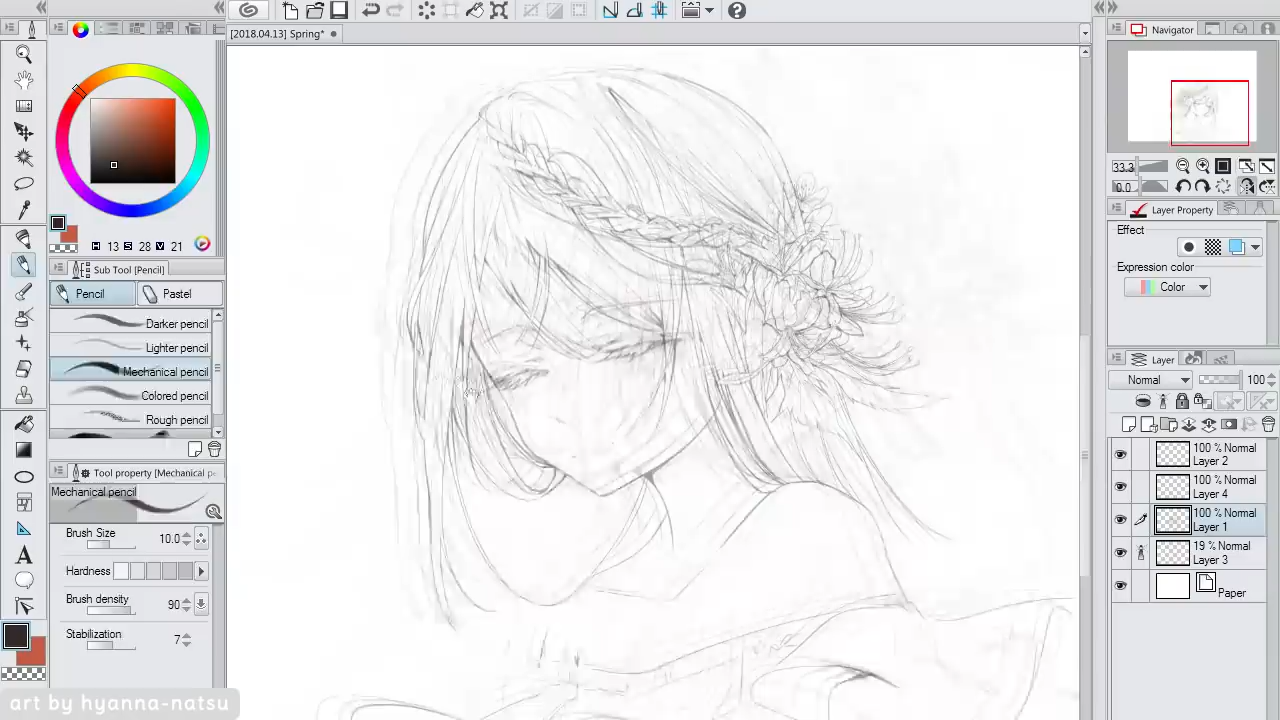 [2018.04.13] Spring*
Navigator
33.3
0.0
Layer Property
Effect
Expression color
Color
Layer
Normal
100
100 % Normal
Layer 2
100 % Normal
Layer 4
100 % Normal
Layer 1
19 % Normal
Layer 3
Paper
H 13 S 28 V 21
Sub Tool [Pencil]
Pencil
Pastel
Darker pencil
Lighter pencil
Mechanical pencil
Colored pencil
Rough pencil
Tool property [Mechanical pe
Mechanical pencil
Brush Size 10.0
Hardness
Brush density 90
Stabilization 7
art by hyanna-natsu